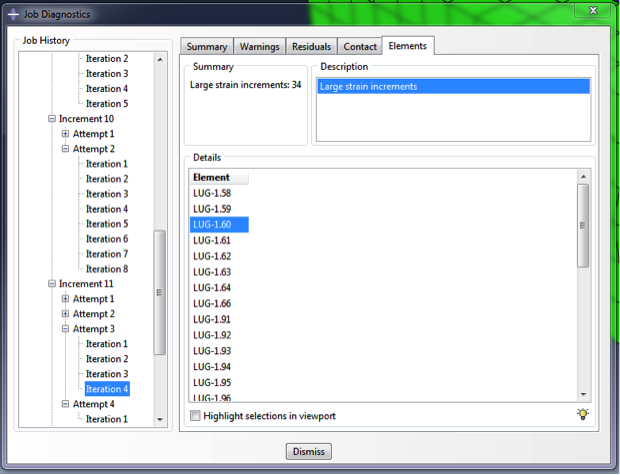 Job Diagnostics
x
Job History
Iteration 2
Iteration 3
Iteration 4
Iteration 5
Increment 10
Attempt 1
Attempt 2
Iteration 1
Iteration 2
Iteration 3
Iteration 4
Iteration 5
Iteration 6
Iteration 7
Iteration 8
Increment 11
Attempt 1
Attempt 2
Attempt 3
Iteration 1
Iteration 2
Iteration 3
Iteration 4
Attempt 4
Iteration 1
Summary Warnings Residuals Contact Elements
Summary
Large strain increments: 34
Description
Large strain increments
Details
Element
LUG-1.58
LUG-1.59
LUG-1.60
LUG-1.61
LUG-1.62
LUG-1.63
LUG-1.64
LUG-1.66
LUG-1.91
LUG-1.92
LUG-1.93
LUG-1.94
LUG-1.95
LUG-1.96
Highlight selections in viewport
Dismiss